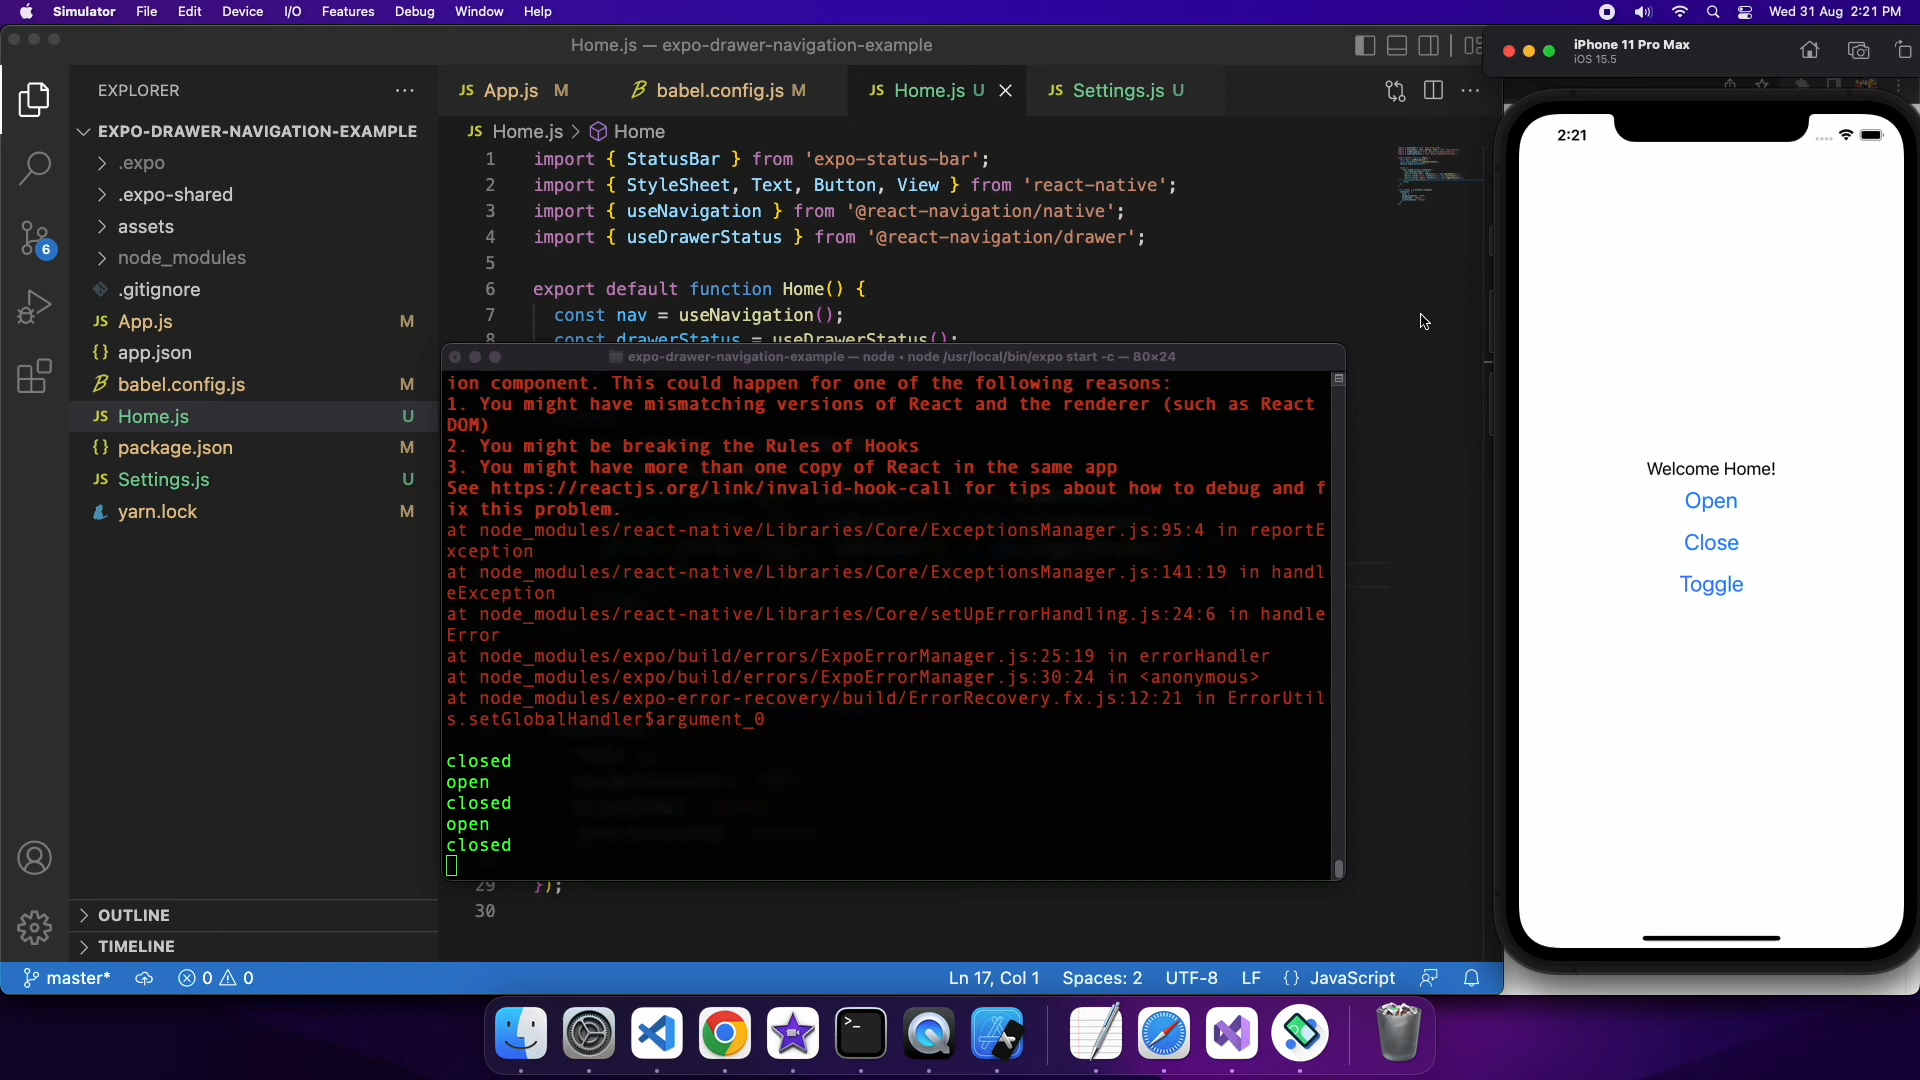 Simulator File Edit Device I/O Features Debug Window Help
Wed 31 Aug 2:21 PM
Home.js — expo-drawer-navigation-example
iPhone 11 Pro Max
iOS 15.5
EXPLORER
JS App.js M
babel.config.js M
JS Home.js U
JS Settings.js U
EXPO-DRAWER-NAVIGATION-EXAMPLE
JS Home.js > Home
.expo
.expo-shared
assets
node_modules
.gitignore
JS App.js M
{} app.json
babel.config.js M
JS Home.js U
{} package.json M
JS Settings.js U
yarn.lock M
6
OUTLINE
TIMELINE
1 import { StatusBar } from 'expo-status-bar';
2 import { StyleSheet, Text, Button, View } from 'react-native';
3 import { useNavigation } from '@react-navigation/native';
4 import { useDrawerStatus } from '@react-navigation/drawer';
5
6 export default function Home() {
7 const nav = useNavigation();
8 const drawerStatus = useDrawerStatus();
expo-drawer-navigation-example — node ◂ node /usr/local/bin/expo start -c — 80×24
ion component. This could happen for one of the following reasons:
1. You might have mismatching versions of React and the renderer (such as React
DOM)
2. You might be breaking the Rules of Hooks
3. You might have more than one copy of React in the same app
See https://reactjs.org/link/invalid-hook-call for tips about how to debug and f
ix this problem.
at node_modules/react-native/Libraries/Core/ExceptionsManager.js:95:4 in reportE
xception
at node_modules/react-native/Libraries/Core/ExceptionsManager.js:141:19 in handl
eException
at node_modules/react-native/Libraries/Core/setUpErrorHandling.js:24:6 in handle
Error
at node_modules/expo/build/errors/ExpoErrorManager.js:25:19 in errorHandler
at node_modules/expo/build/errors/ExpoErrorManager.js:30:24 in <anonymous>
at node_modules/expo-error-recovery/build/ErrorRecovery.fx.js:12:21 in ErrorUtil
s.setGlobalHandler$argument_0
closed
open
closed
open
closed
29 });
30
2:21
Welcome Home!
Open
Close
Toggle
master* 0 0
Ln 17, Col 1 Spaces: 2 UTF-8 LF {} JavaScript